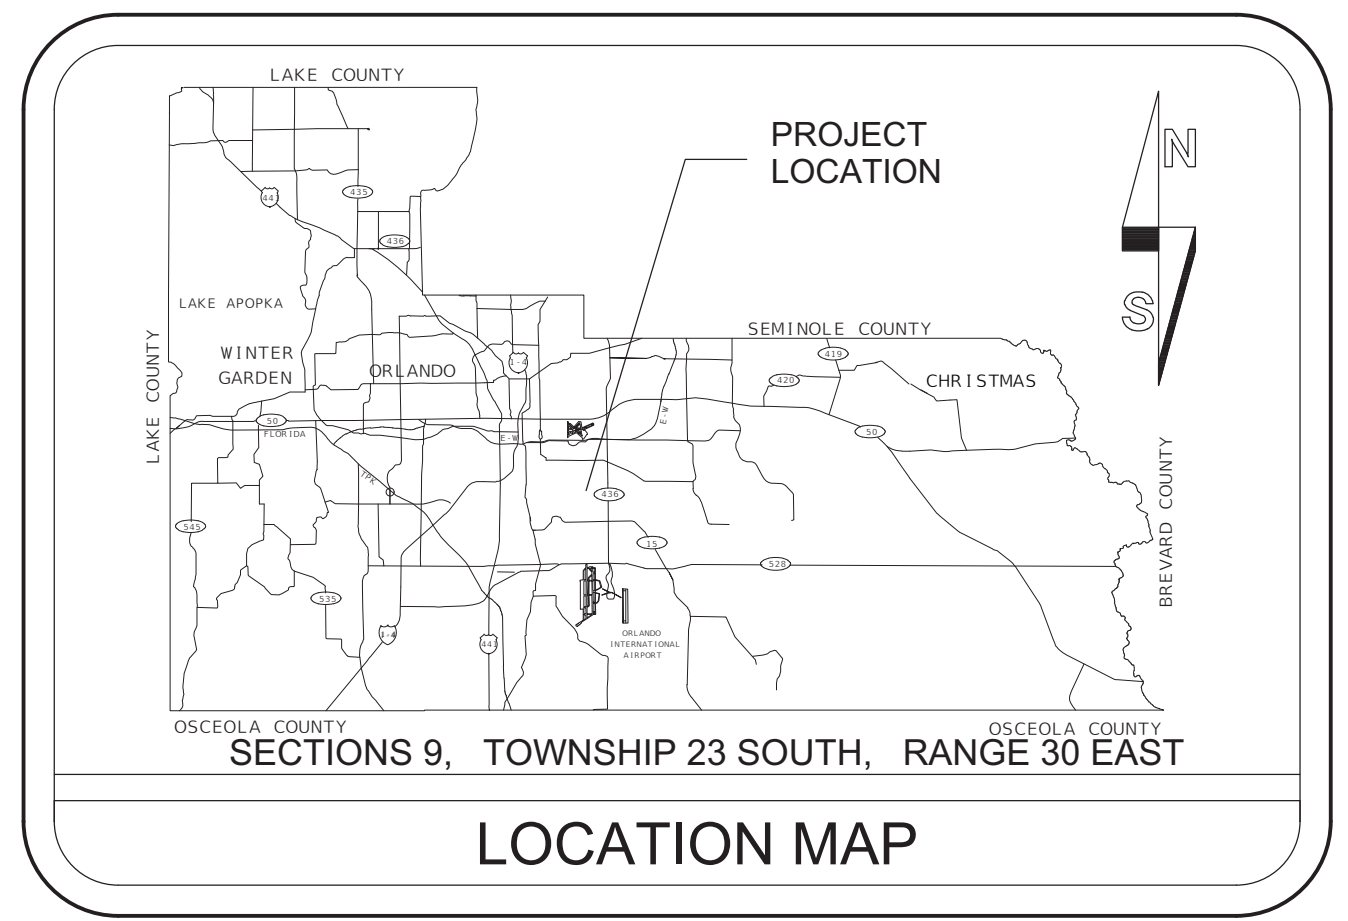 LAKE COUNTY
PROJECT
LOCATION
N
441
435
436
LAKE APOPKA
S
SEMINOLE COUNTY
LAKE COUNTY
WINTER
GARDEN
ORLANDO
I-4
419
420
CHRISTMAS
50
FLORIDA
E-W
E-W
50
TPK
436
BREVARD COUNTY
545
15
528
535
I-4
441
ORLANDO
INTERNATIONAL
AIRPORT
OSCEOLA COUNTY
OSCEOLA COUNTY
SECTIONS 9, TOWNSHIP 23 SOUTH, RANGE 30 EAST
LOCATION MAP